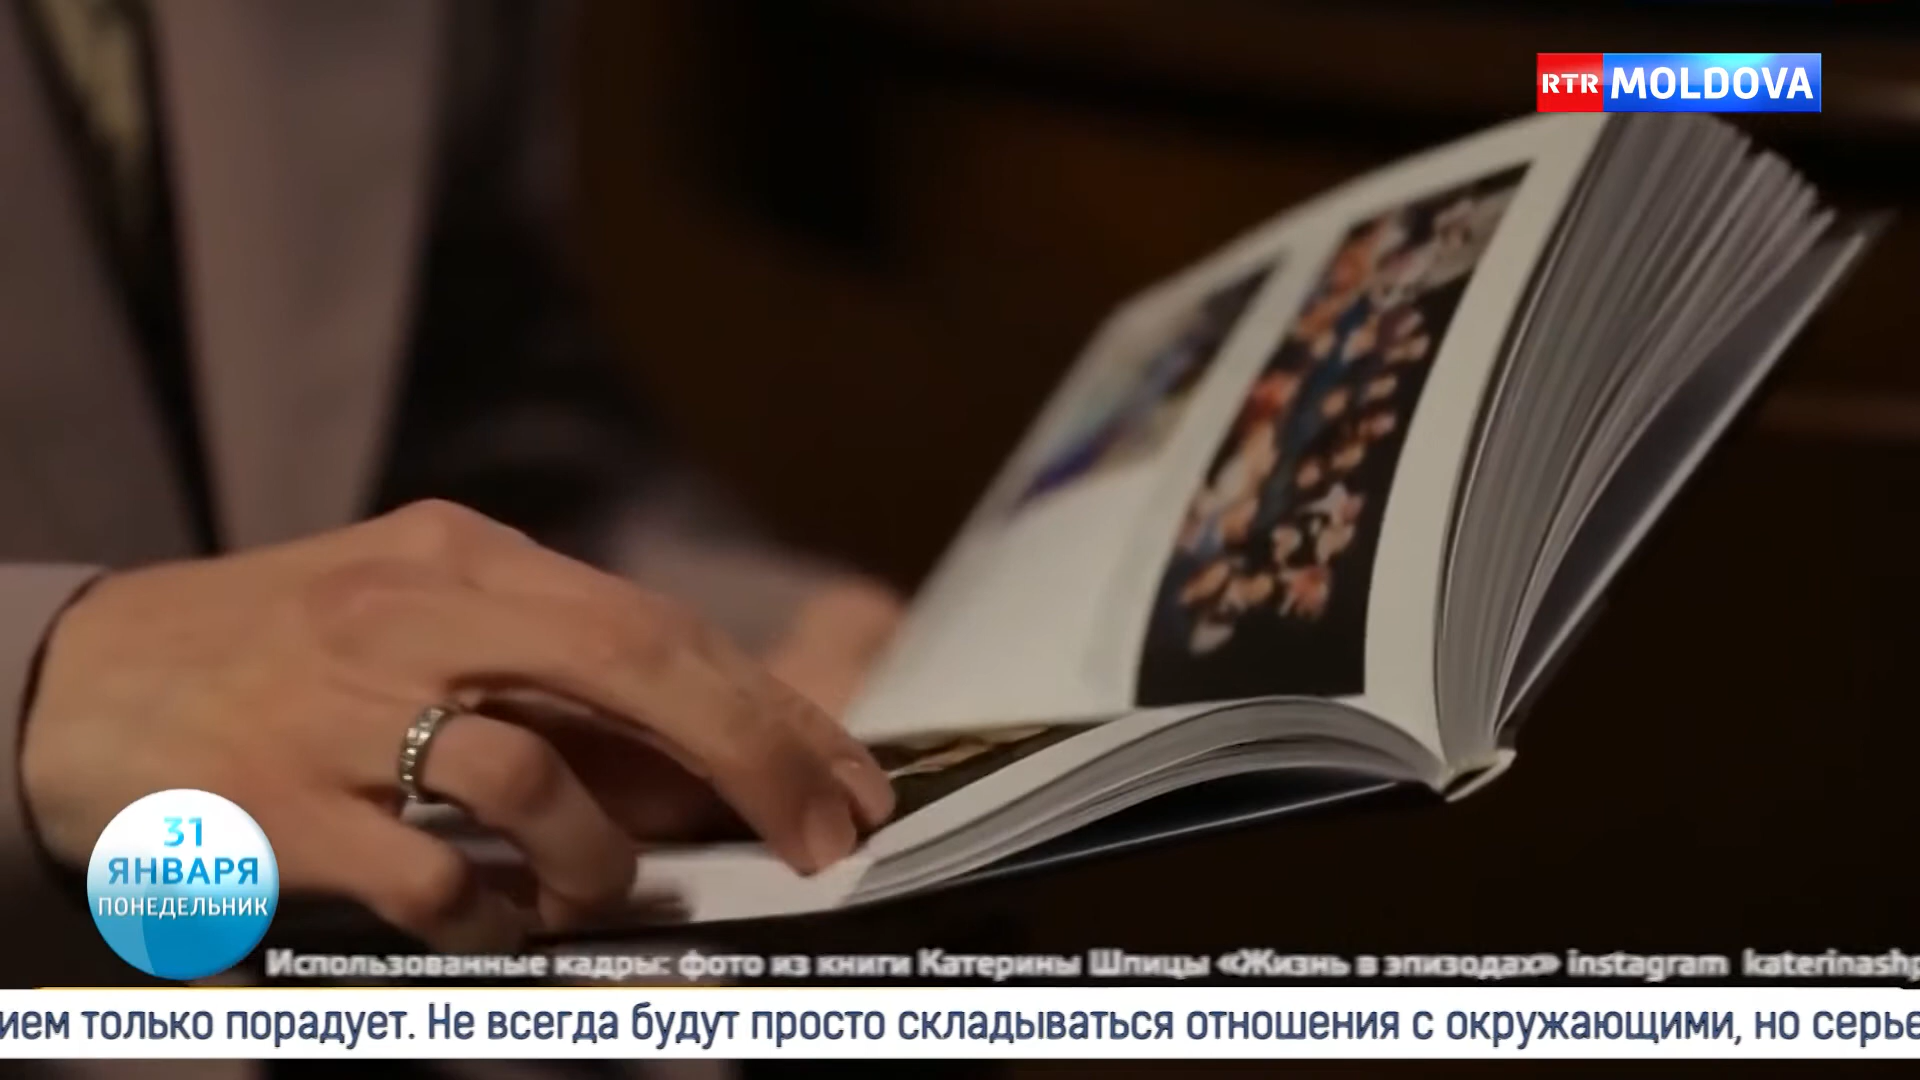 RTR MOLDOVA
31
ЯНВАРЯ
ПОНЕДЕЛЬНИК
Использованные кадры: фото из книги Катерины Шпицы «Жизнь в эпизодах» instagram katerinashp
ием только порадует. Не всегда будут просто складываться отношения с окружающими, но серье